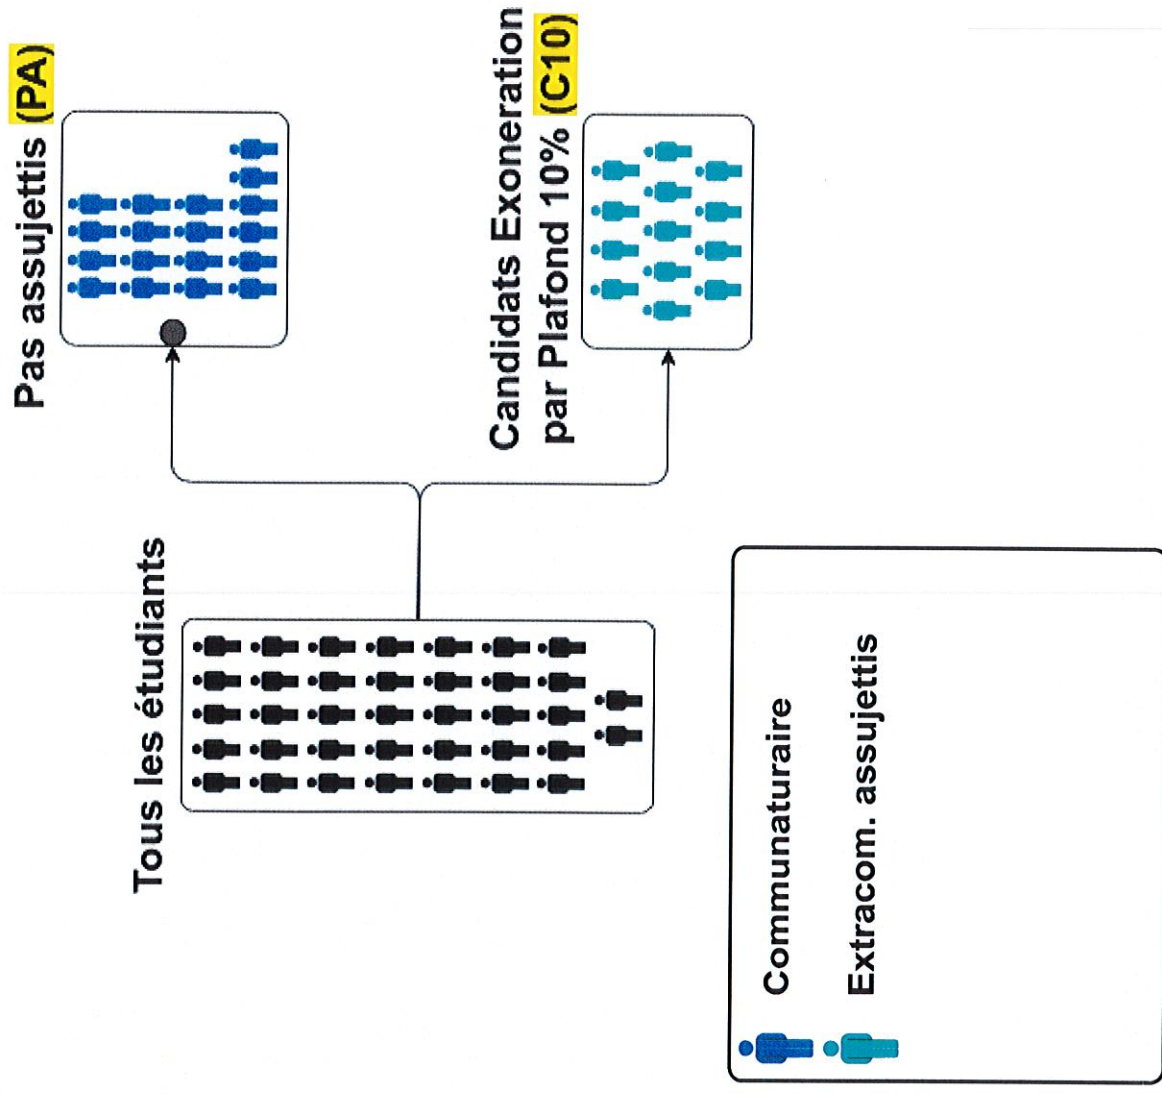 Tous les étudiants
Pas assujettis (PA)
Candidats Exoneration
par Plafond 10% (C10)
Communaturaire
Extracom. assujettis